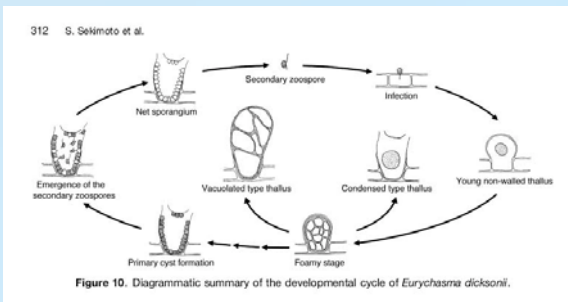 312 S. Sekimoto et al.
Secondary zoospore
Infection
Net sporangium
Emergence of the
secondary zoospores
Vacuolated type thallus
Condensed type thallus
Young non-walled thallus
Primary cyst formation
Foamy stage
Figure 10. Diagrammatic summary of the developmental cycle of Eurychasma dicksonii.